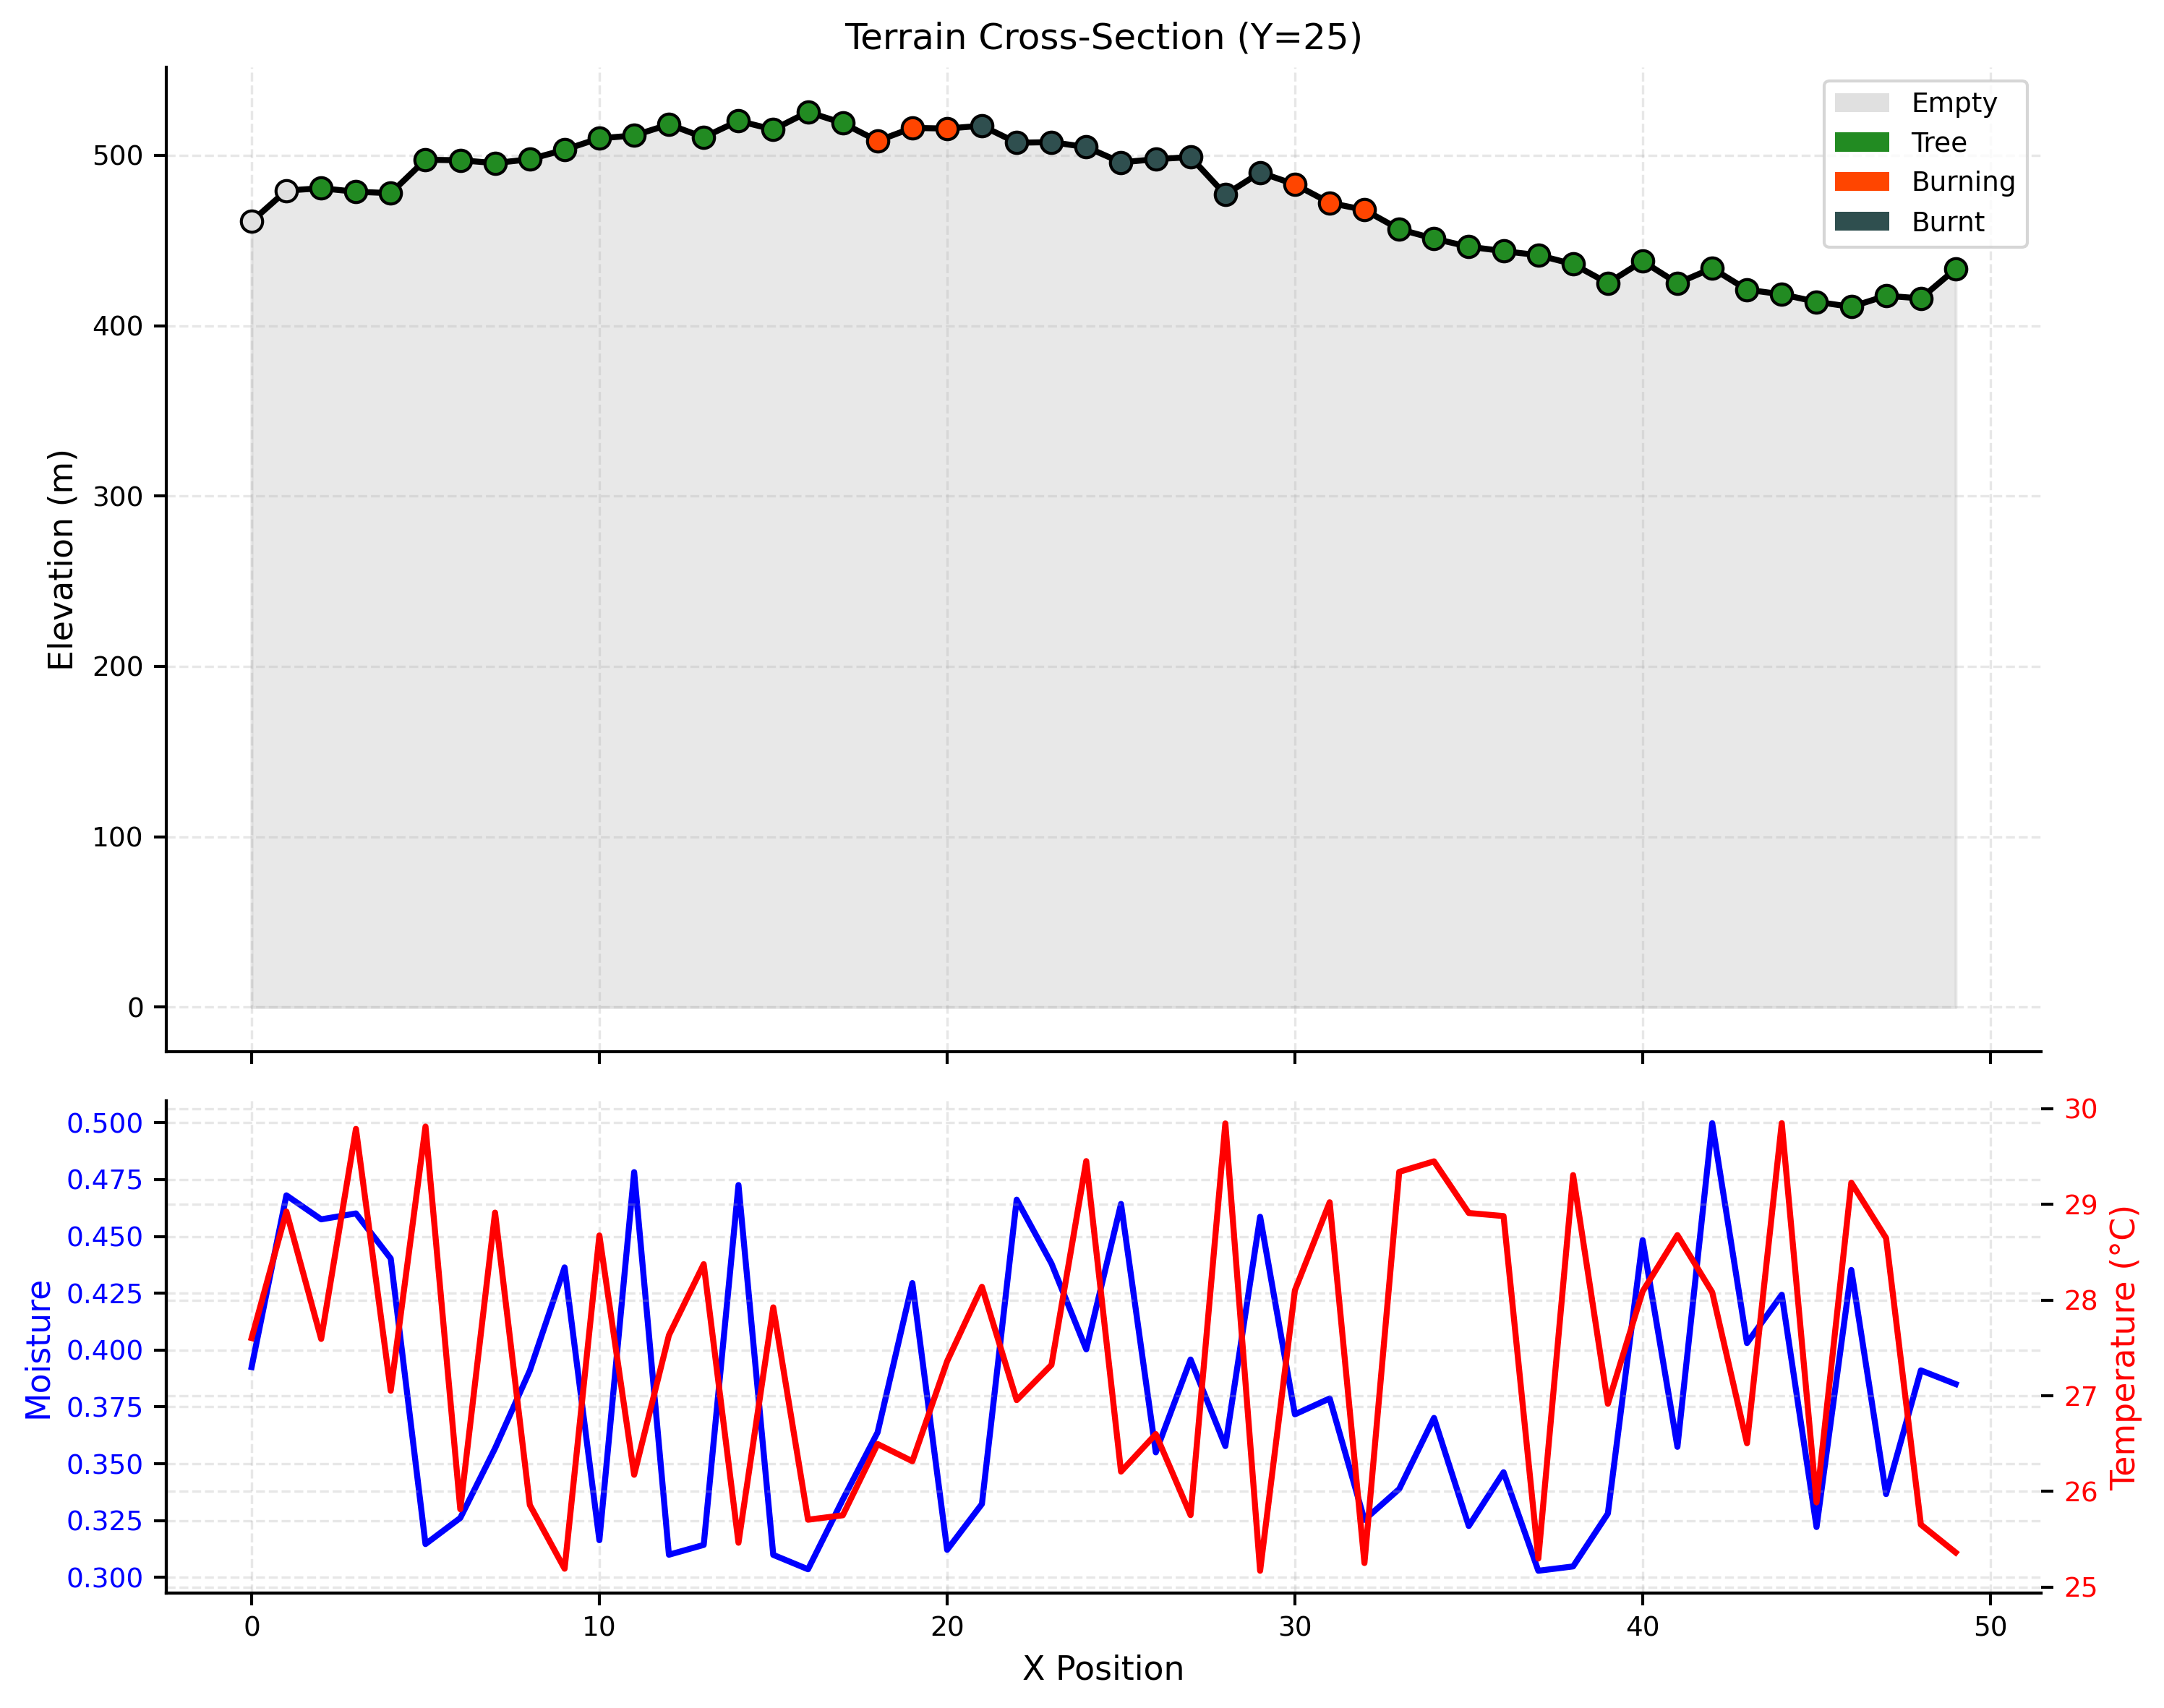 Terrain Cross-Section (Y=25)
Empty
Tree
Burning
Burnt
Elevation (m)
500
400
300
200
100
0
Moisture
0.500
0.475
0.450
0.425
0.400
0.375
0.350
0.325
0.300
30
29
28
27
26
25
Temperature (°C)
0 10 20 30 40 50
X Position